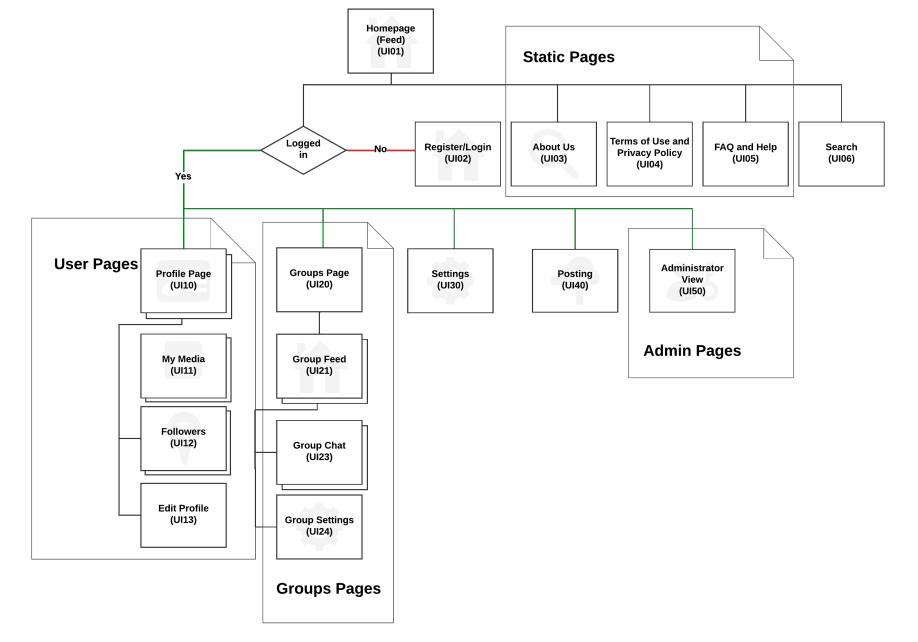 Homepage
(Feed)
(UI01)
Static Pages
Logged
in
No
Register/Login
(UI02)
About Us
(UI03)
Terms of Use and
Privacy Policy
(UI04)
FAQ and Help
(UI05)
Search
(UI06)
Yes
User Pages
Profile Page
(UI10)
Groups Page
(UI20)
Settings
(UI30)
Posting
(UI40)
Administrator
View
(UI50)
Admin Pages
My Media
(UI11)
Group Feed
(UI21)
Followers
(UI12)
Group Chat
(UI23)
Edit Profile
(UI13)
Group Settings
(UI24)
Groups Pages